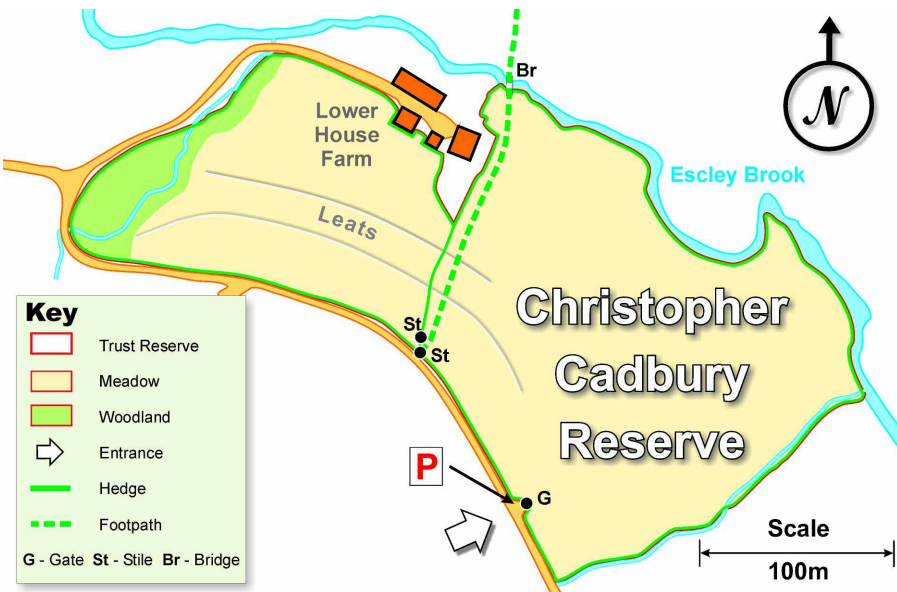 Br
N
Lower
House
Farm
Escley Brook
Leats
Christopher
Cadbury
Reserve
St
St
P
G
Key
Trust Reserve
Meadow
Woodland
Entrance
Hedge
Footpath
G - Gate St - Stile Br - Bridge
Scale
100m